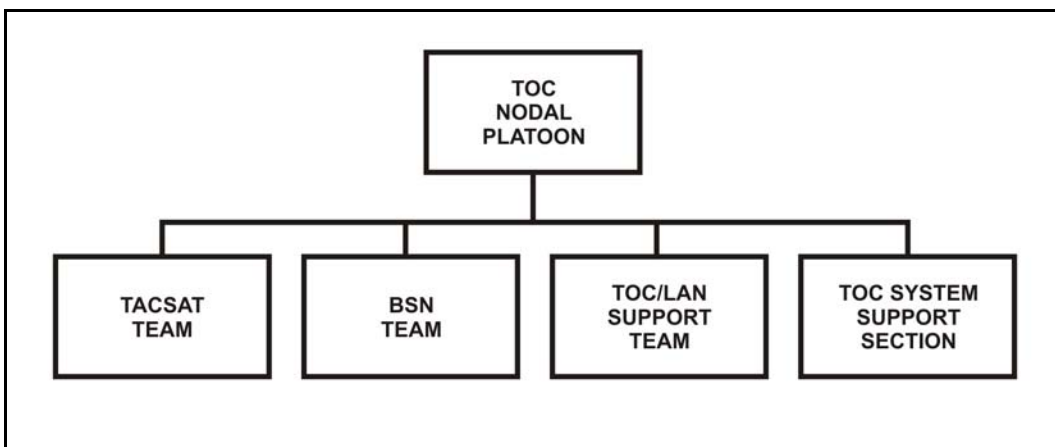 TOC
NODAL
PLATOON
TACSAT
TEAM
BSN
TEAM
TOC/LAN
SUPPORT
TEAM
TOC SYSTEM
SUPPORT
SECTION